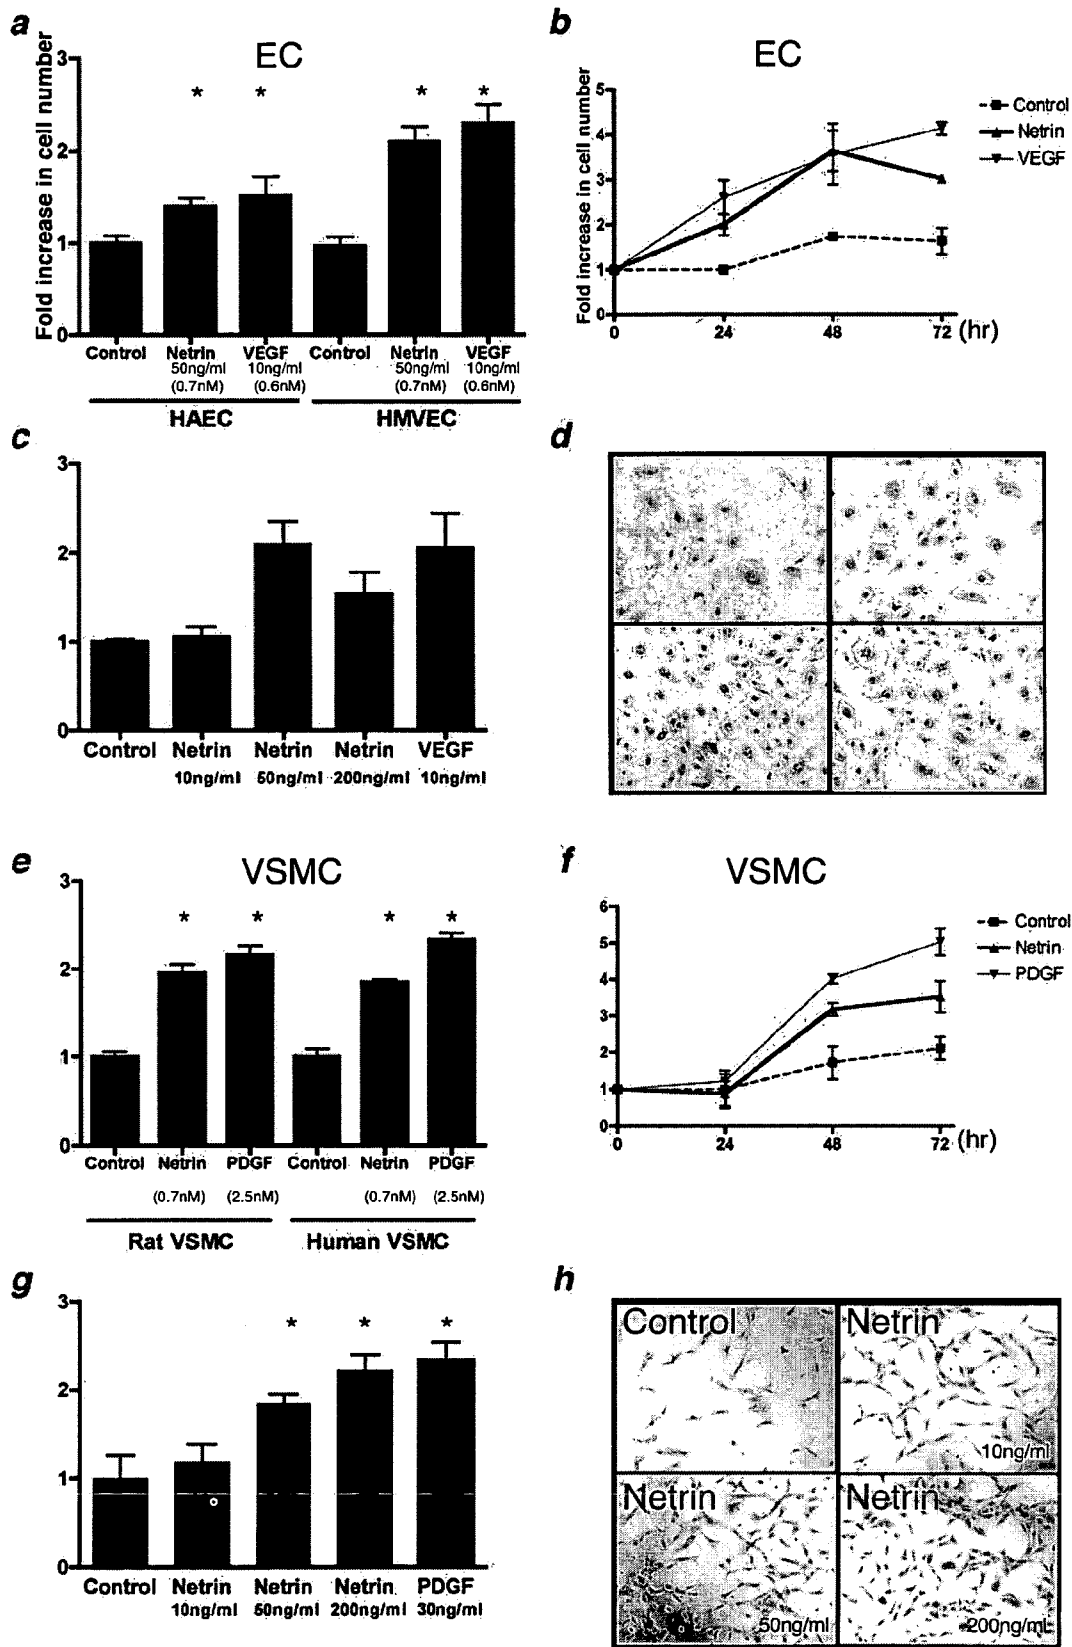 a
EC
Fold increase in cell number
3
2
1
0
* * * *
Control Netrin VEGF Control Netrin VEGF
50ng/ml 10ng/ml 50ng/ml 10ng/ml
(0.7nM) (0.6nM) (0.7nM) (0.6nM)
HAEC HMVEC
b
EC
Fold increase in cell number
5
4
3
2
1
0
0 24 48 72 (hr)
Control
Netrin
VEGF
c
3
2
1
0
Control Netrin Netrin Netrin VEGF
10ng/ml 50ng/ml 200ng/ml 10ng/ml
d
e
VSMC
3
2
1
0
* * * *
Control Netrin PDGF Control Netrin PDGF
(0.7nM) (2.5nM) (0.7nM) (2.5nM)
Rat VSMC Human VSMC
f
VSMC
6
5
4
3
2
1
0
0 24 48 72 (hr)
Control
Netrin
PDGF
g
3
2
1
0
* * *
Control Netrin Netrin Netrin PDGF
10ng/ml 50ng/ml 200ng/ml 30ng/ml
h
Control Netrin
10ng/ml
Netrin Netrin
50ng/ml 200ng/ml